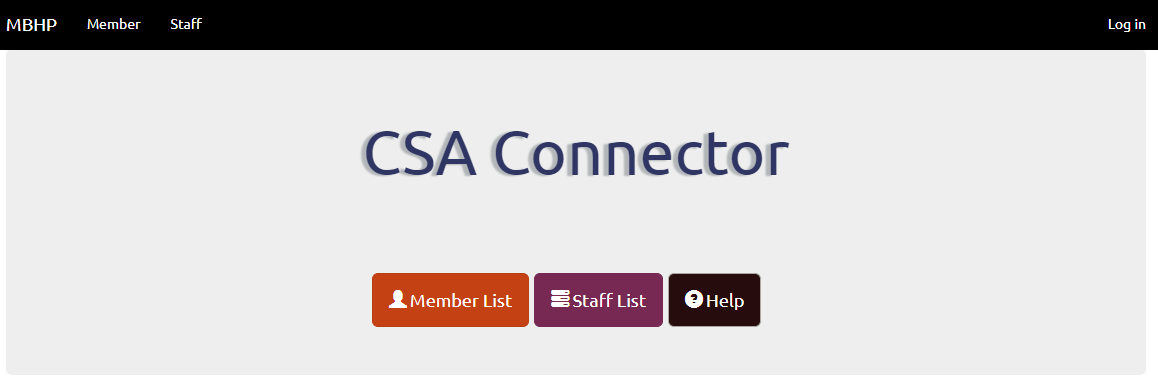 MBHP Member Staff Log in
CSA Connector
Member List Staff List Help